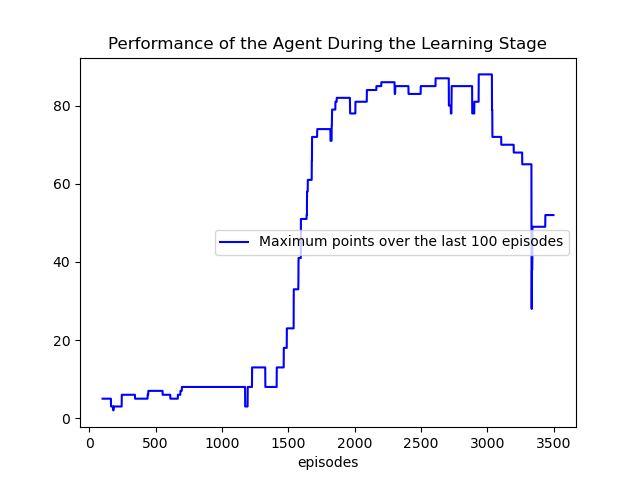 Performance of the Agent During the Learning Stage
80
60
Maximum points over the last 100 episodes
40
20
0
0 500 1000 1500 2000 2500 3000 3500
episodes